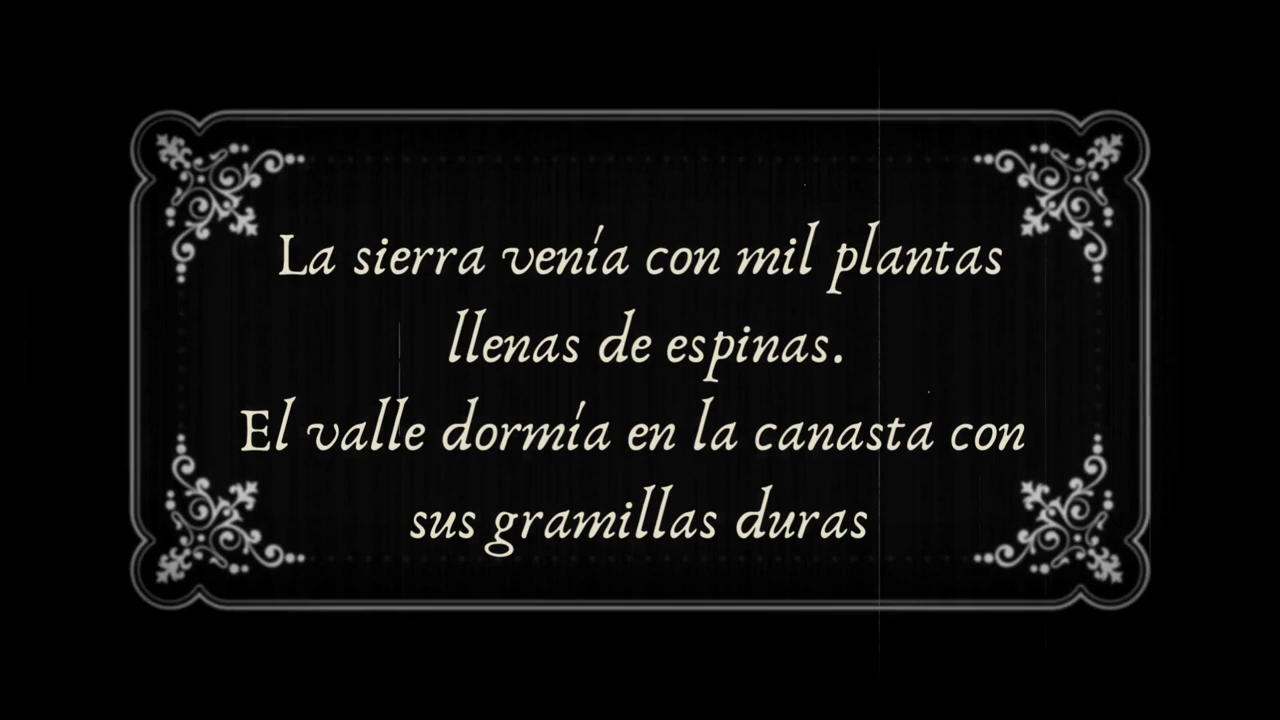 La sierra venía con mil plantas
llenas de espinas.
El valle dormía en la canasta con
sus gramillas duras